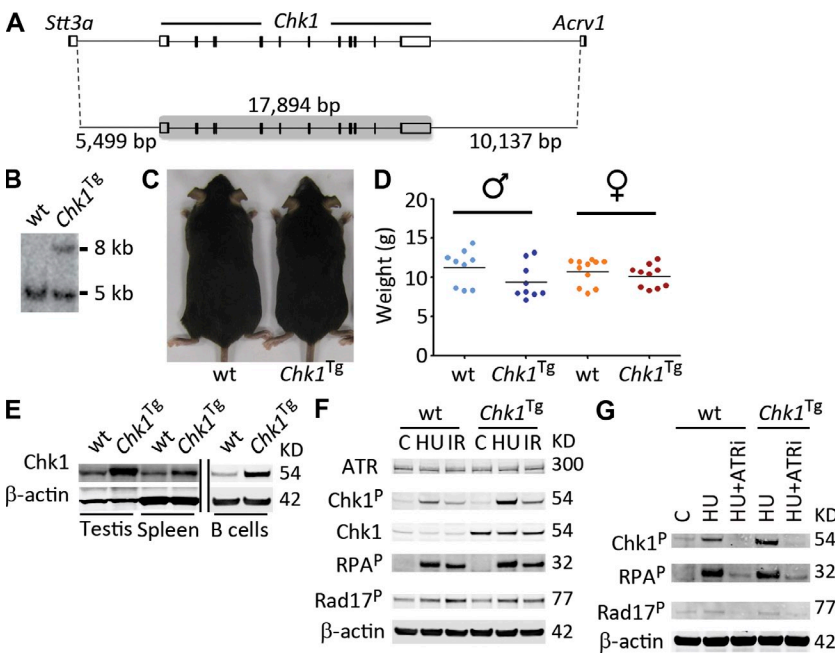 A
Stt3a
Chk1
Acrv1
17,894 bp
5,499 bp
10,137 bp
B
wt
Chk1Tg
8 kb
5 kb
C
wt
Chk1Tg
D
♂
♀
Weight (g)
20
15
10
5
0
wt
Chk1Tg
wt
Chk1Tg
E
wt
Chk1Tg
wt
Chk1Tg
wt
Chk1Tg
KD
Chk1
54
β-actin
42
Testis Spleen B cells
F
wt
Chk1Tg
C HU IR C HU IR KD
ATR 300
Chk1P 54
Chk1 54
RPAP 32
Rad17P 77
β-actin 42
G
wt
Chk1Tg
C
HU
HU+ATRi
HU
HU+ATRi
KD
Chk1P 54
RPAP 32
Rad17P 77
β-actin 42